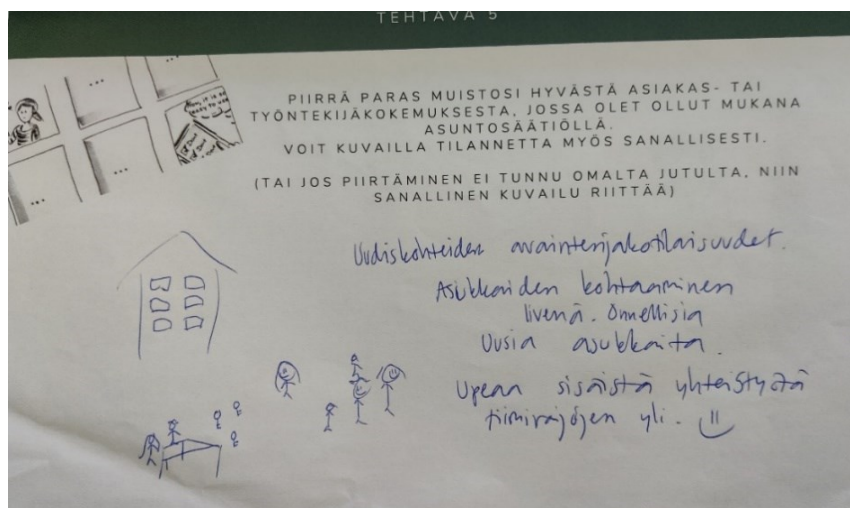 TEHTÄVÄ 5
...
...
...
...
PIIRRÄ PARAS MUISTOSI HYVÄSTÄ ASIAKAS- TAI
TYÖNTEKIJÄKOKEMUKSESTA, JOSSA OLET OLLUT MUKANA
ASUNTOSÄÄTIÖLLÄ.
VOIT KUVAILLA TILANNETTA MYÖS SANALLISESTI.
(TAI JOS PIIRTÄMINEN EI TUNNU OMALTA JUTULTA, NIIN
SANALLINEN KUVAILU RIITTÄÄ)
Uudiskohteiden avaintenjakotilaisuudet.
Asukkaiden kohtaaminen
livenä. Onnellisia
Uusia asukkaita.
Upeaa sisäistä yhteistyötä
tiimirajojen yli.